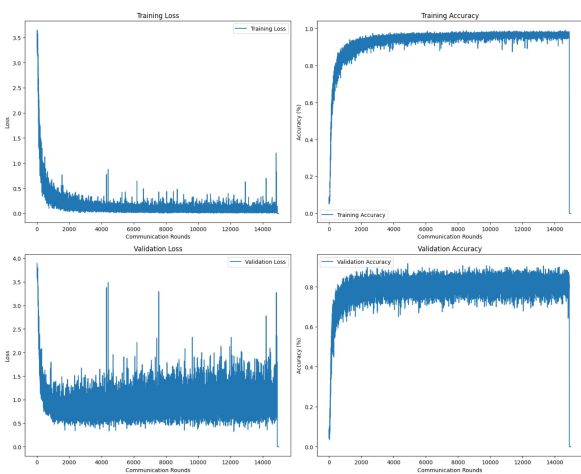 Training Loss
Training Loss
3.5
3.0
2.5
2.0
1.5
1.0
0.5
0.0
Loss
0 2000 4000 6000 8000 10000 12000 14000
Communication Rounds
Training Accuracy
Training Accuracy
1.0
0.8
0.6
0.4
0.2
0.0
Accuracy (%)
0 2000 4000 6000 8000 10000 12000 14000
Communication Rounds
Validation Loss
Validation Loss
4.0
3.5
3.0
2.5
2.0
1.5
1.0
0.5
0.0
Loss
0 2000 4000 6000 8000 10000 12000 14000
Communication Rounds
Validation Accuracy
Validation Accuracy
0.8
0.6
0.4
0.2
0.0
Accuracy (%)
0 2000 4000 6000 8000 10000 12000 14000
Communication Rounds